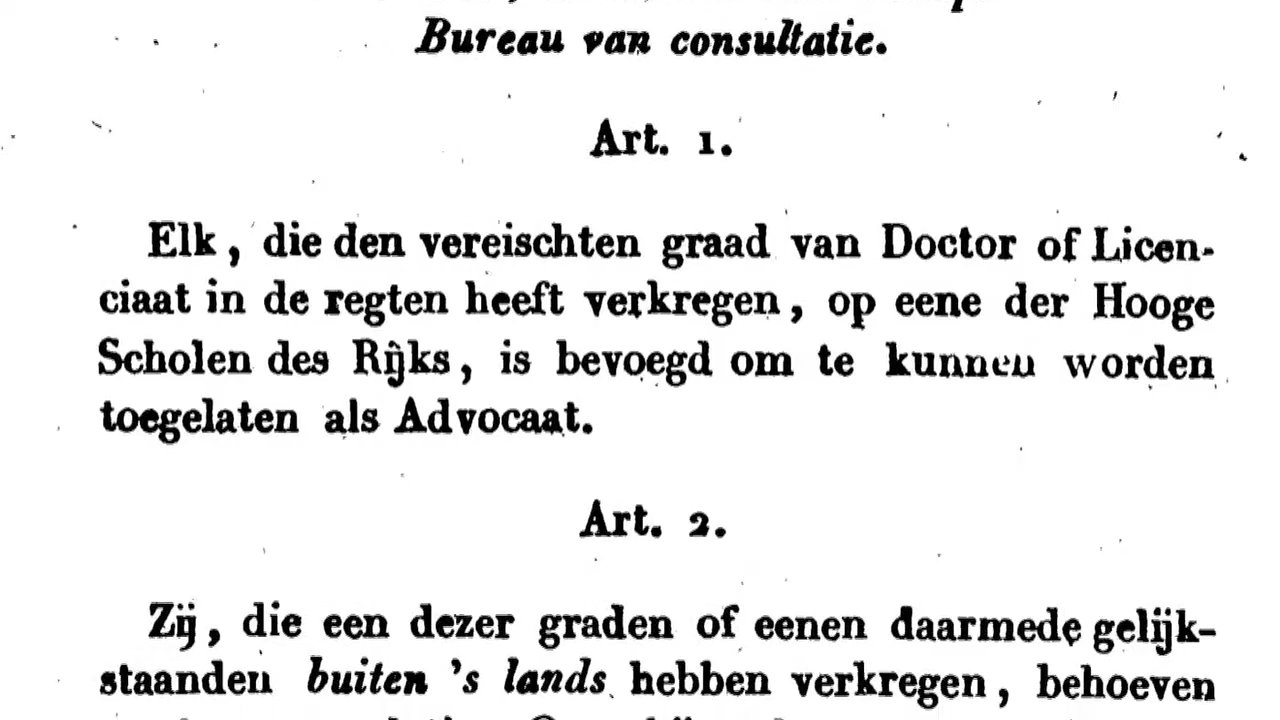 Bureau van consultatie.
Art. 1.
Elk, die den vereischten graad van Doctor of Licen-
ciaat in de regten heeft verkregen, op eene der Hooge
Scholen des Rijks, is bevoegd om te kunnen worden
toegelaten als Advocaat.
Art. 2.
Zij, die een dezer graden of eenen daarmede gelijk-
staanden buiten 's lands hebben verkregen, behoeven